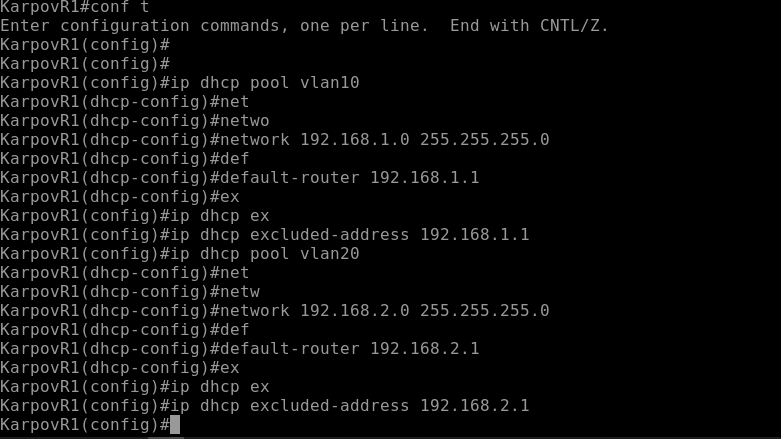 KarpovR1#conf t
Enter configuration commands, one per line.  End with CNTL/Z.
KarpovR1(config)#
KarpovR1(config)#
KarpovR1(config)#ip dhcp pool vlan10
KarpovR1(dhcp-config)#net
KarpovR1(dhcp-config)#netwo
KarpovR1(dhcp-config)#network 192.168.1.0 255.255.255.0
KarpovR1(dhcp-config)#def
KarpovR1(dhcp-config)#default-router 192.168.1.1
KarpovR1(dhcp-config)#ex
KarpovR1(config)#ip dhcp ex
KarpovR1(config)#ip dhcp excluded-address 192.168.1.1
KarpovR1(config)#ip dhcp pool vlan20
KarpovR1(dhcp-config)#net
KarpovR1(dhcp-config)#netw
KarpovR1(dhcp-config)#network 192.168.2.0 255.255.255.0
KarpovR1(dhcp-config)#def
KarpovR1(dhcp-config)#default-router 192.168.2.1
KarpovR1(dhcp-config)#ex
KarpovR1(config)#ip dhcp ex
KarpovR1(config)#ip dhcp excluded-address 192.168.2.1
KarpovR1(config)#